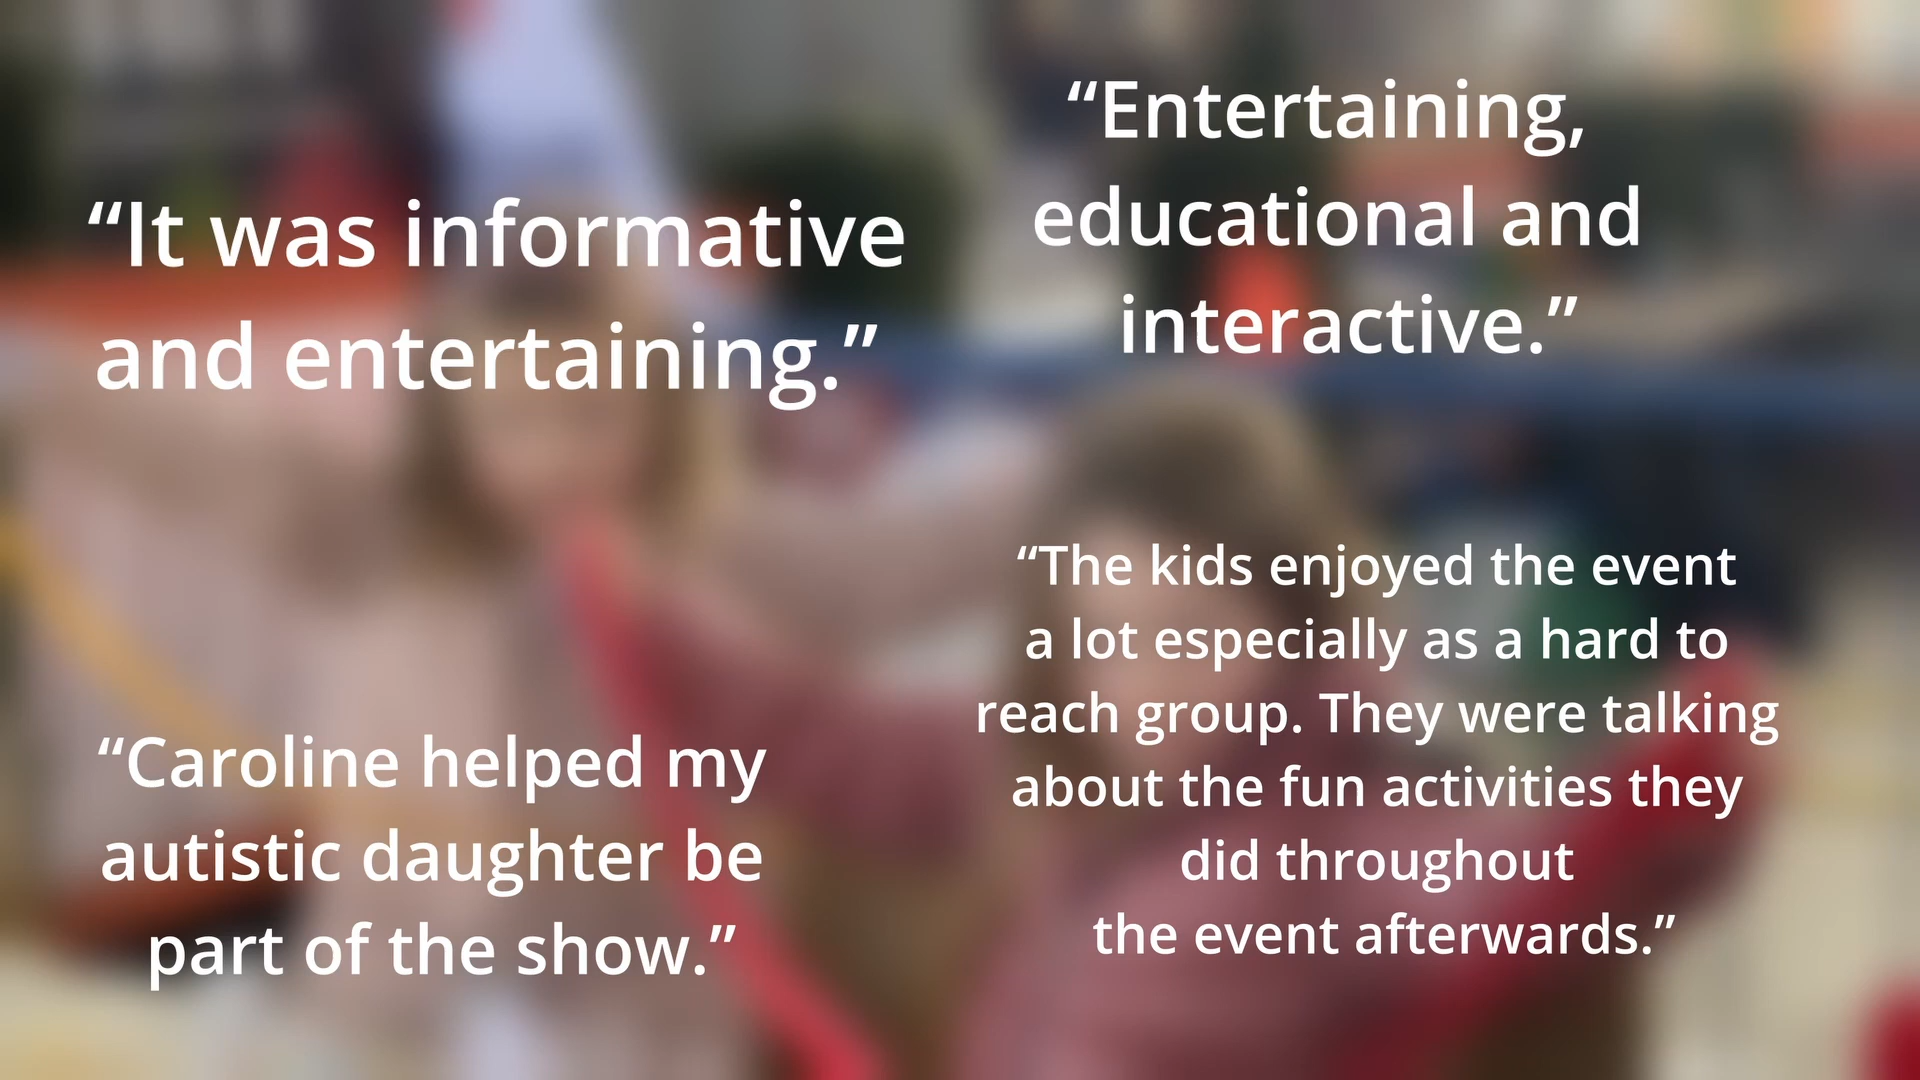 “It was informative
and entertaining.”
“Entertaining,
educational and
interactive.”
“Caroline helped my
autistic daughter be
part of the show.”
“The kids enjoyed the event
a lot especially as a hard to
reach group. They were talking
about the fun activities they
did throughout
the event afterwards.”